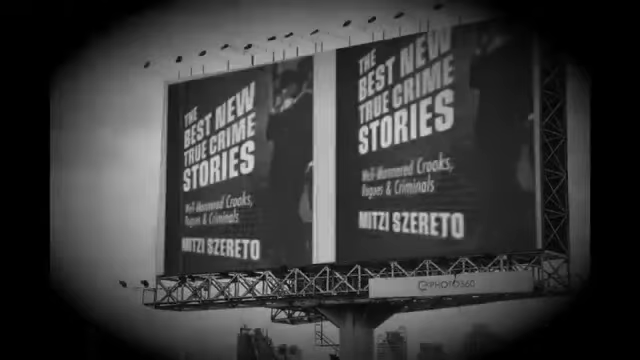 THE
BEST NEW
TRUE CRIME
STORIES
Well-Mannered Crooks,
Rogues & Criminals
MITZI SZERETO
THE
BEST NEW
TRUE CRIME
STORIES
Well-Mannered Crooks,
Rogues & Criminals
MITZI SZERETO
PHOTO360